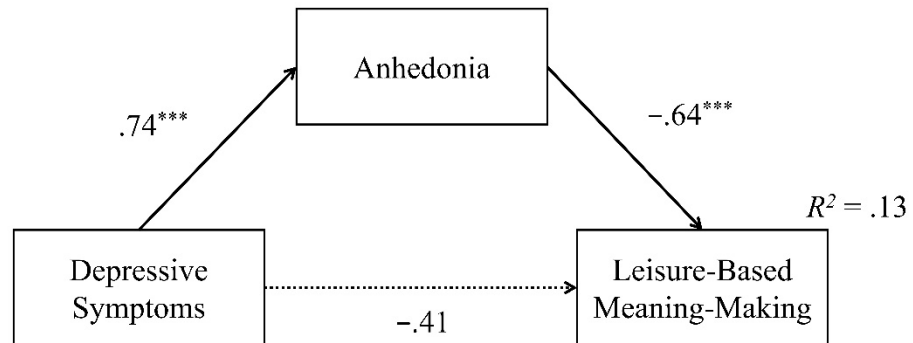 Anhedonia
.74***
−.64***
R² = .13
Depressive
Symptoms
−.41
Leisure-Based
Meaning-Making